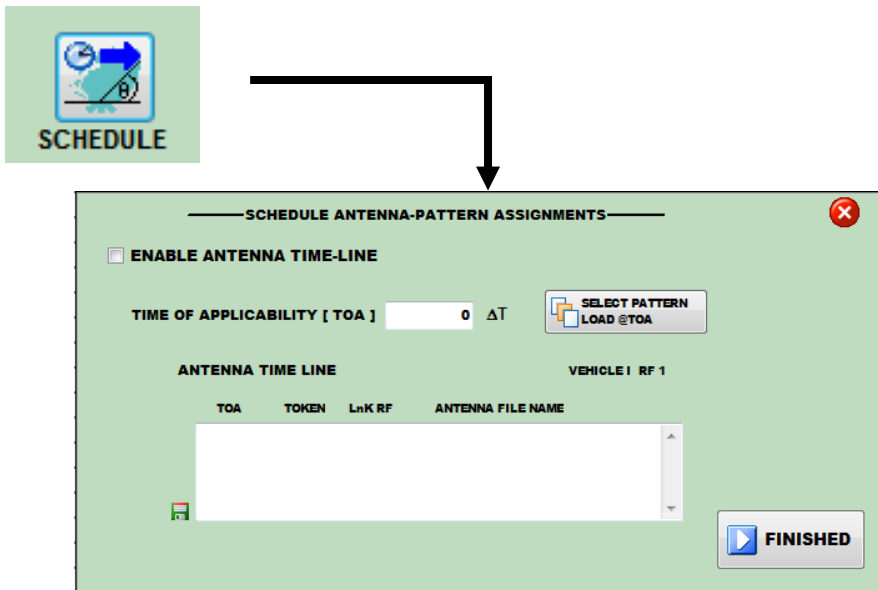 θ
SCHEDULE
SCHEDULE ANTENNA-PATTERN ASSIGNMENTS
ENABLE ANTENNA TIME-LINE
TIME OF APPLICABILITY [ TOA ] 0 ΔT
SELECT PATTERN
LOAD @TOA
ANTENNA TIME LINE VEHICLE I RF 1
TOA TOKEN LnK RF ANTENNA FILE NAME
FINISHED